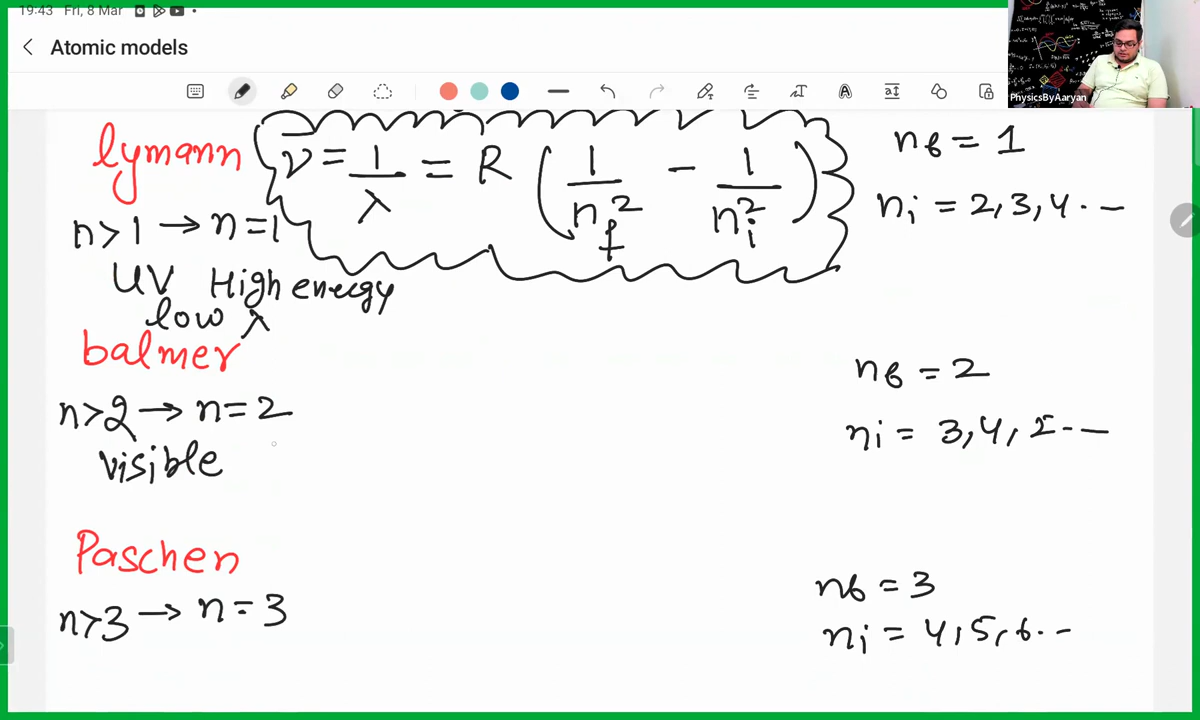 19:43 Fri, 8 Mar
Atomic models
PhysicsByAaryan
lymann
ν = 1/λ = R ( 1/n_f² - 1/n_i² )
n_f = 1
n_i = 2, 3, 4 . . –
n>1 → n=1
UV High energy
low λ
balmer
n_f = 2
n>2 → n=2
n_i = 3, 4, 5 . . –
visible
Paschen
n_f = 3
n>3 → n=3
n_i = 4, 5, 6 . . –